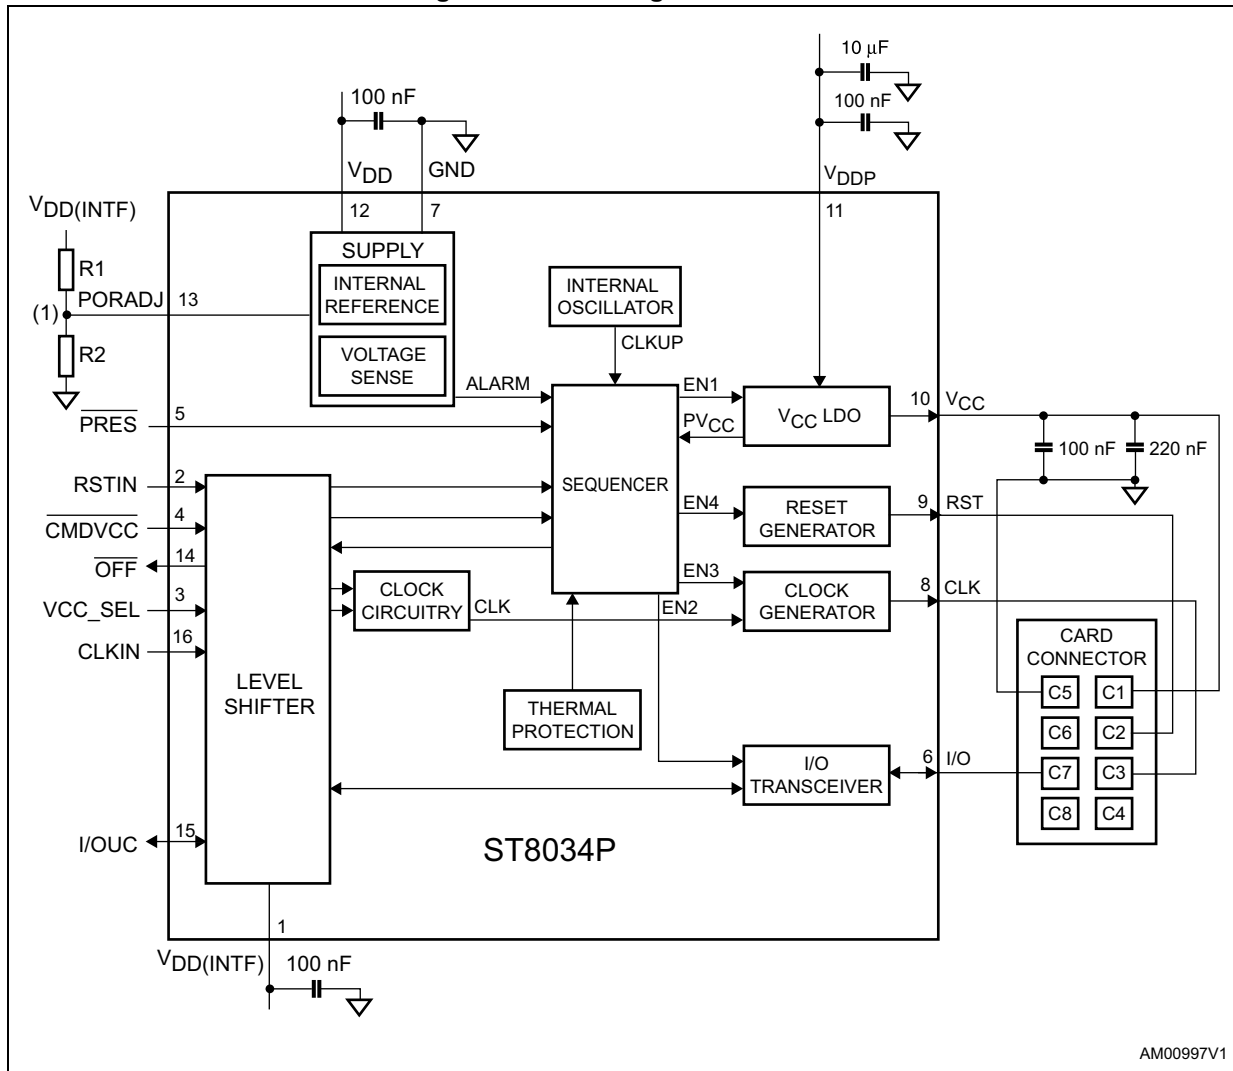 10 μF
100 nF
100 nF
VDD
GND
VDDP
12
7
11
VDD(INTF)
R1
PORADJ
13
(1)
R2
SUPPLY
INTERNAL
REFERENCE
VOLTAGE
SENSE
INTERNAL
OSCILLATOR
CLKUP
ALARM
EN1
PVCC
VCC LDO
10
VCC
100 nF
220 nF
5
PRES
RSTIN
2
4
CMDVCC
14
OFF
3
VCC_SEL
16
CLKIN
SEQUENCER
EN4
RESET
GENERATOR
9
RST
CLOCK
CIRCUITRY
CLK
EN3
EN2
CLOCK
GENERATOR
8
CLK
LEVEL
SHIFTER
THERMAL
PROTECTION
CARD
CONNECTOR
C5
C1
C6
C2
C7
C3
C8
C4
I/O
TRANSCEIVER
6
I/O
I/OUC
15
ST8034P
1
VDD(INTF)
100 nF
AM00997V1